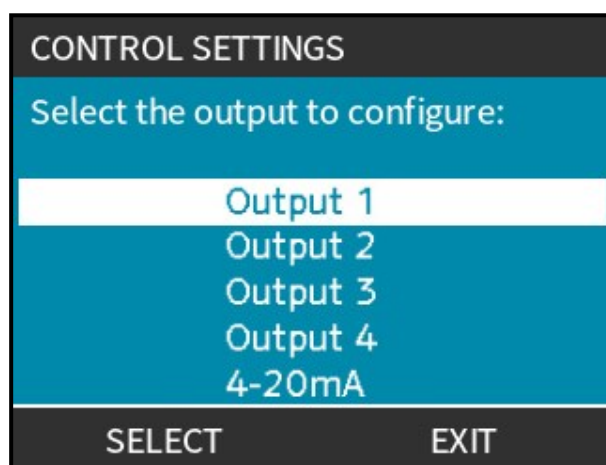 CONTROL SETTINGS
Select the output to configure:
Output 1
Output 2
Output 3
Output 4
4-20mA
SELECT EXIT